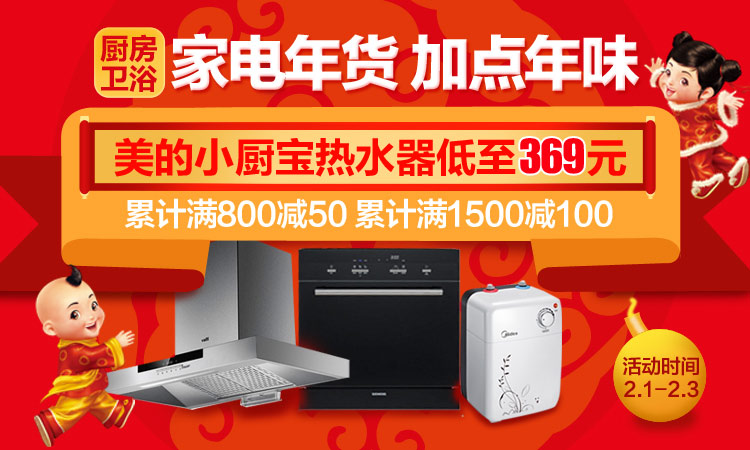 厨房
卫浴
家电年货 加点年味
美的小厨宝热水器低至369元
累计满800减50 累计满1500减100
SIEMENS
Midea
活动时间
2.1-2.3